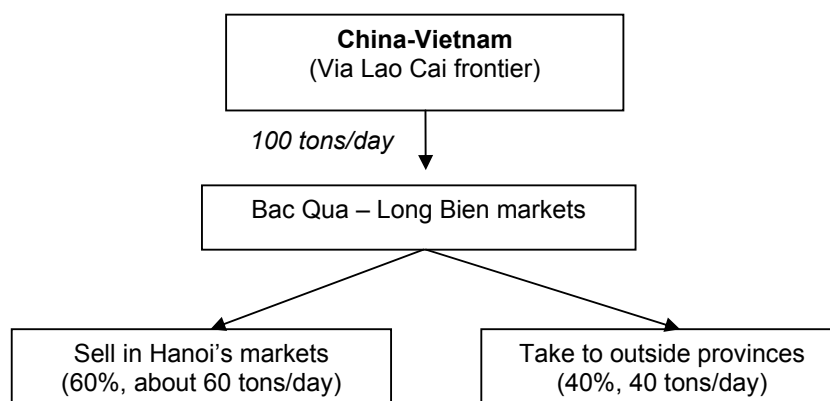 China-Vietnam
(Via Lao Cai frontier)
100 tons/day
Bac Qua – Long Bien markets
Sell in Hanoi’s markets
(60%, about 60 tons/day)
Take to outside provinces
(40%, 40 tons/day)